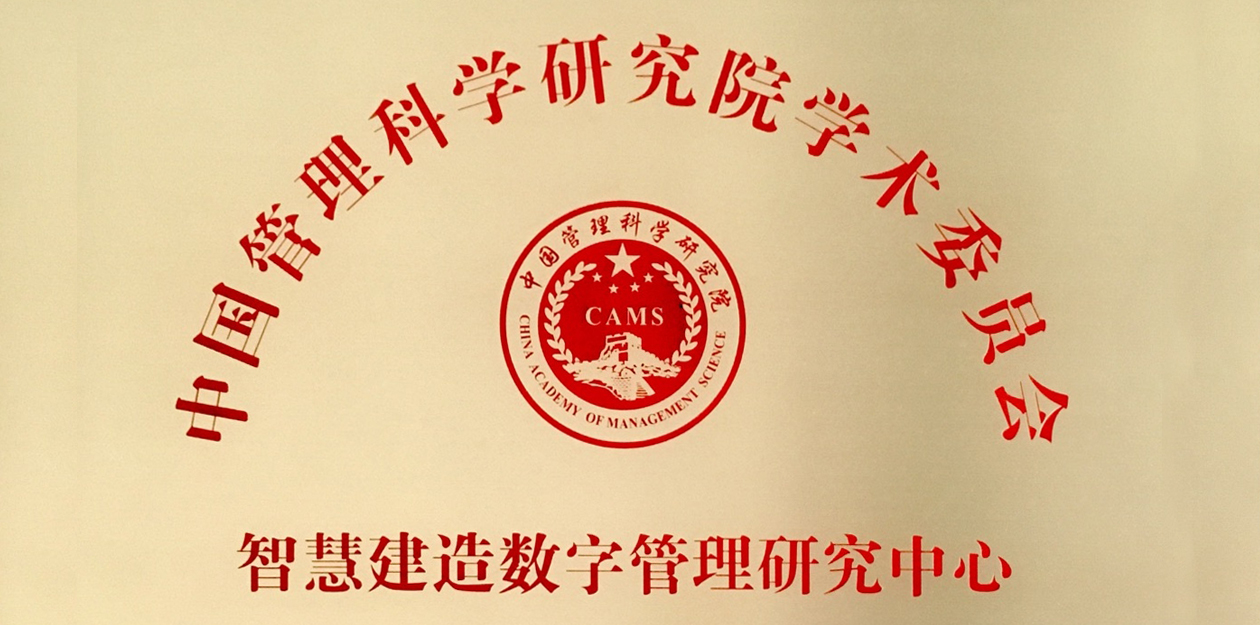 中国管理科学研究院学术委员会
中国管理科学研究院
CAMS
CHINA ACADEMY OF MANAGEMENT SCIENCE
智慧建造数字管理研究中心